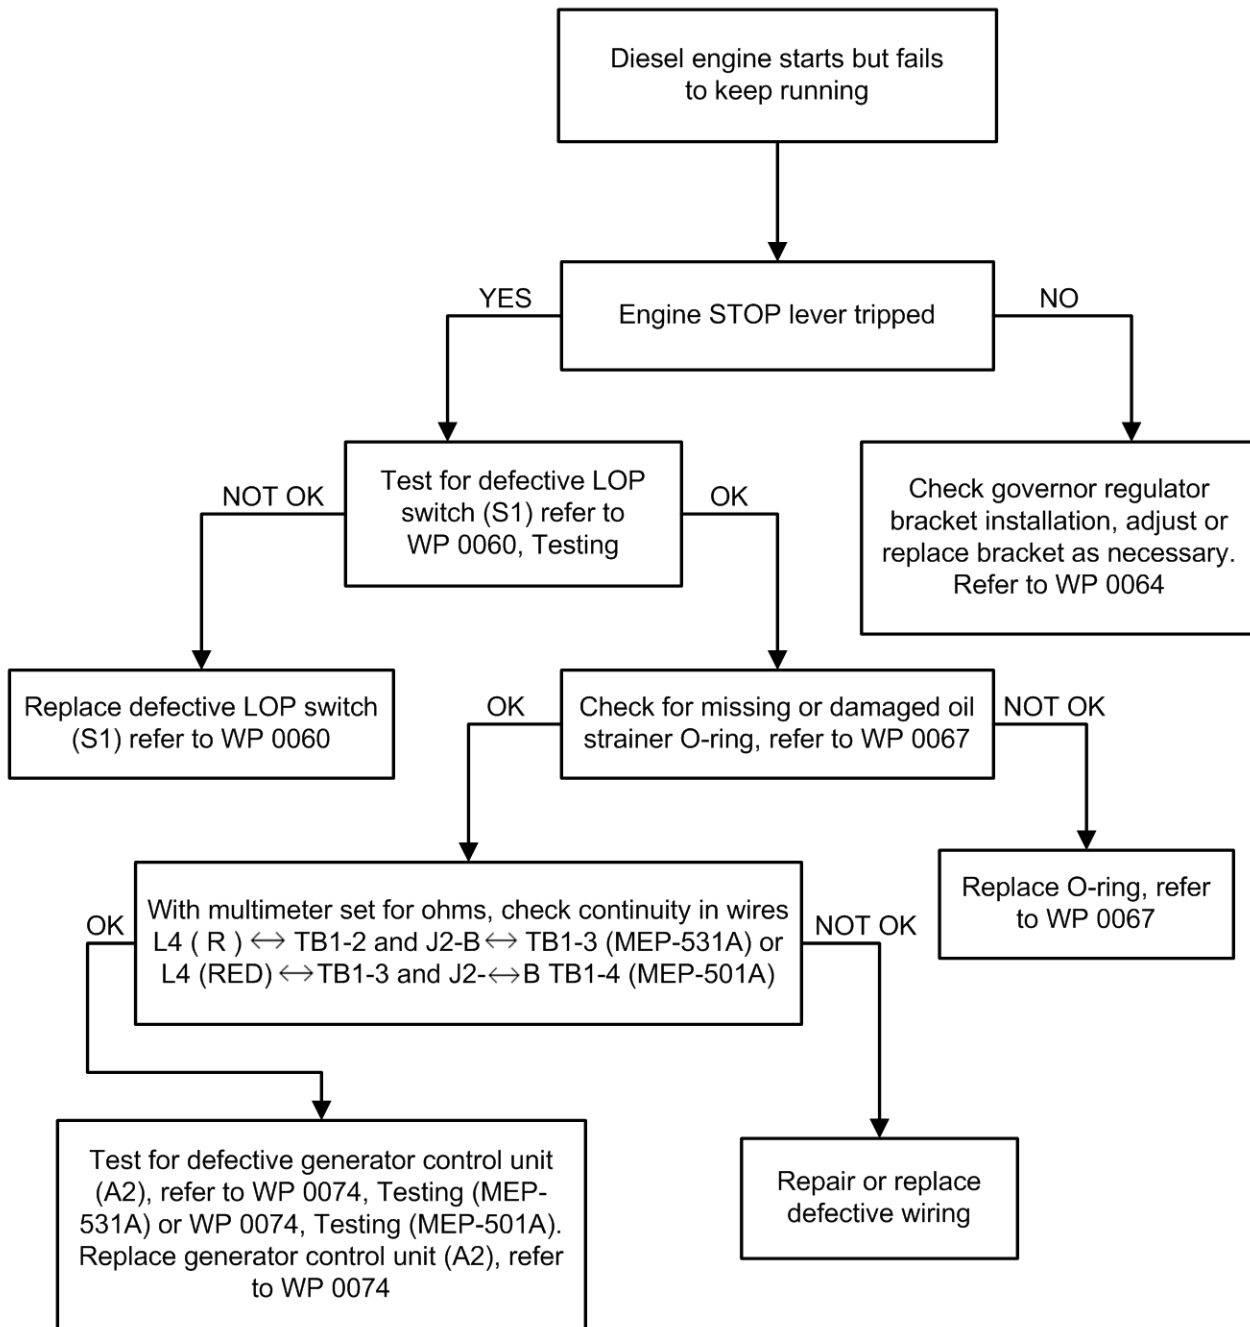 Diesel engine starts but fails
to keep running
YES
Engine STOP lever tripped
NO
NOT OK
Test for defective LOP
switch (S1) refer to
WP 0060, Testing
OK
Check governor regulator
bracket installation, adjust or
replace bracket as necessary.
Refer to WP 0064
Replace defective LOP switch
(S1) refer to WP 0060
OK
Check for missing or damaged oil
strainer O-ring, refer to WP 0067
NOT OK
Replace O-ring, refer
to WP 0067
OK
With multimeter set for ohms, check continuity in wires
L4 ( R ) ↔ TB1-2 and J2-B↔ TB1-3 (MEP-531A) or
L4 (RED) ↔TB1-3 and J2-↔B TB1-4 (MEP-501A)
NOT OK
Test for defective generator control unit
(A2), refer to WP 0074, Testing (MEP-
531A) or WP 0074, Testing (MEP-501A).
Replace generator control unit (A2), refer
to WP 0074
Repair or replace
defective wiring